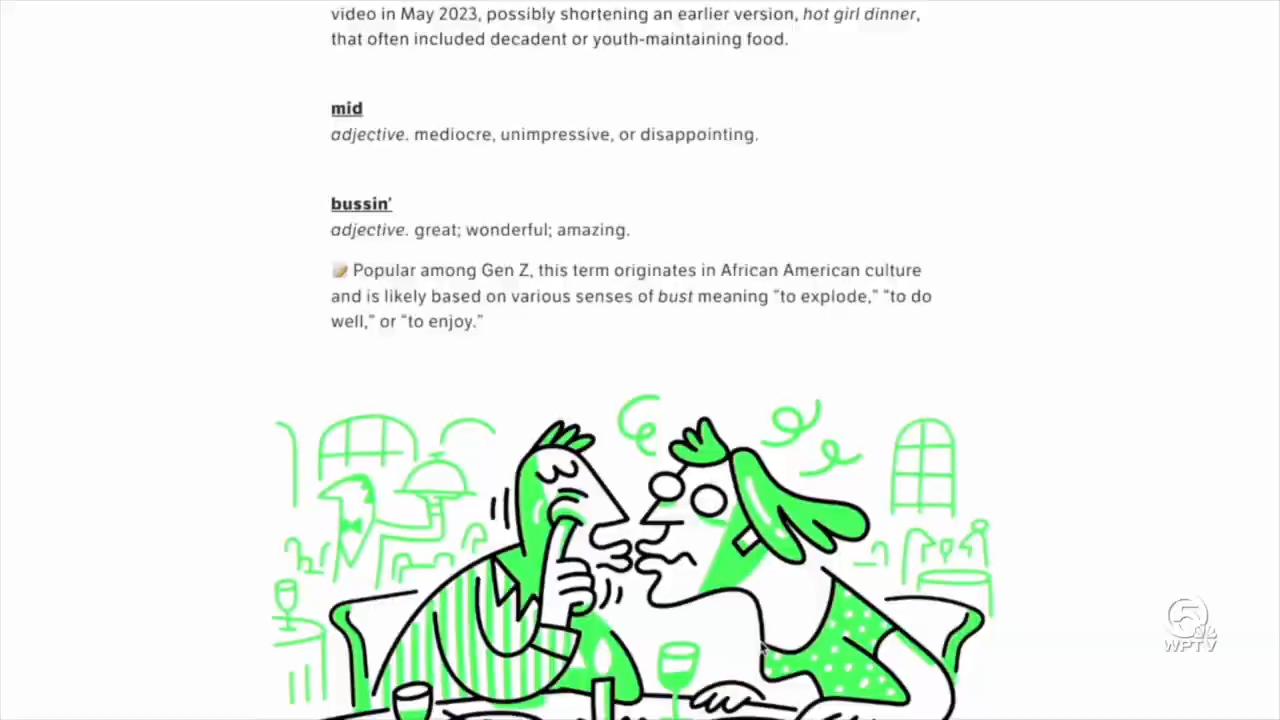 video in May 2023, possibly shortening an earlier version, hot girl dinner,
that often included decadent or youth-maintaining food.
mid
adjective. mediocre, unimpressive, or disappointing.
bussin’
adjective. great; wonderful; amazing.
Popular among Gen Z, this term originates in African American culture
and is likely based on various senses of bust meaning “to explode,” “to do
well,” or “to enjoy.”
5
WPTV